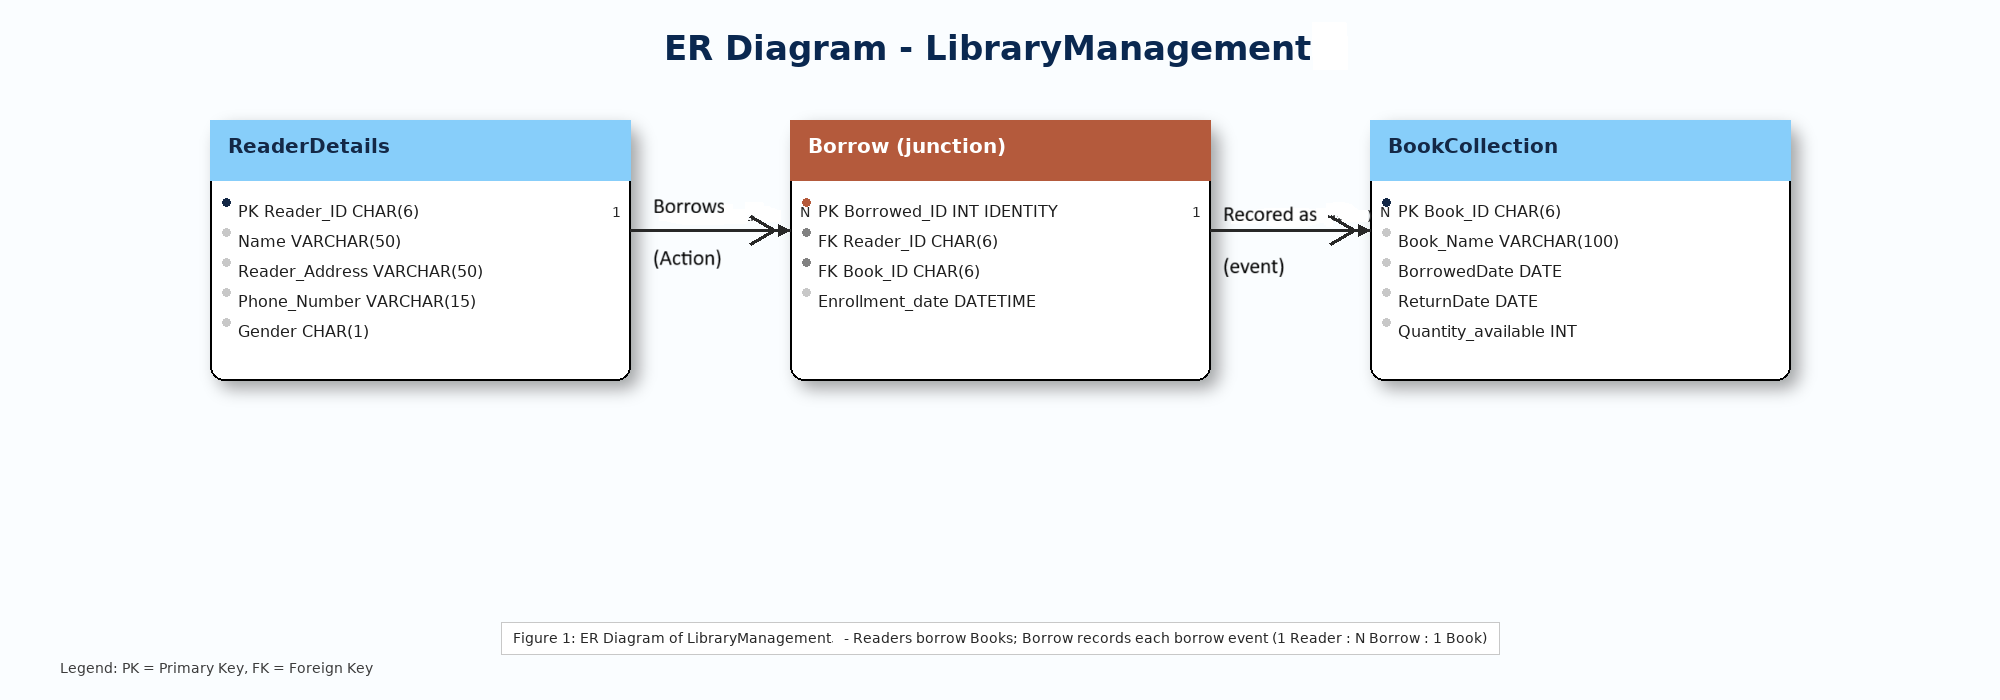 ER Diagram - LibraryManagement
ReaderDetails
PK Reader_ID CHAR(6)
1
Name VARCHAR(50)
Reader_Address VARCHAR(50)
Phone_Number VARCHAR(15)
Gender CHAR(1)
Borrows
(Action)
Borrow (junction)
N
PK Borrowed_ID INT IDENTITY
1
FK Reader_ID CHAR(6)
FK Book_ID CHAR(6)
Enrollment_date DATETIME
Recored as
(event)
BookCollection
N
PK Book_ID CHAR(6)
Book_Name VARCHAR(100)
BorrowedDate DATE
ReturnDate DATE
Quantity_available INT
Figure 1: ER Diagram of LibraryManagement. - Readers borrow Books; Borrow records each borrow event (1 Reader : N Borrow : 1 Book)
Legend: PK = Primary Key, FK = Foreign Key